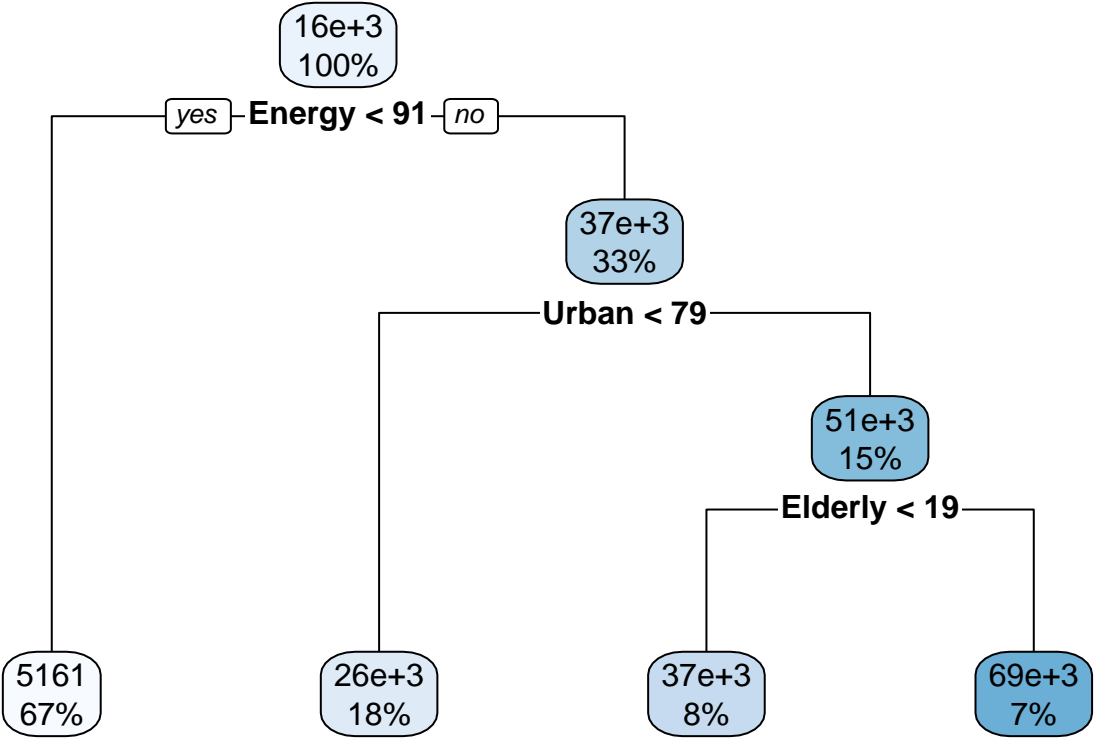 16e+3
100%
yes Energy < 91 no
37e+3
33%
Urban < 79
51e+3
15%
Elderly < 19
5161
67%
26e+3
18%
37e+3
8%
69e+3
7%